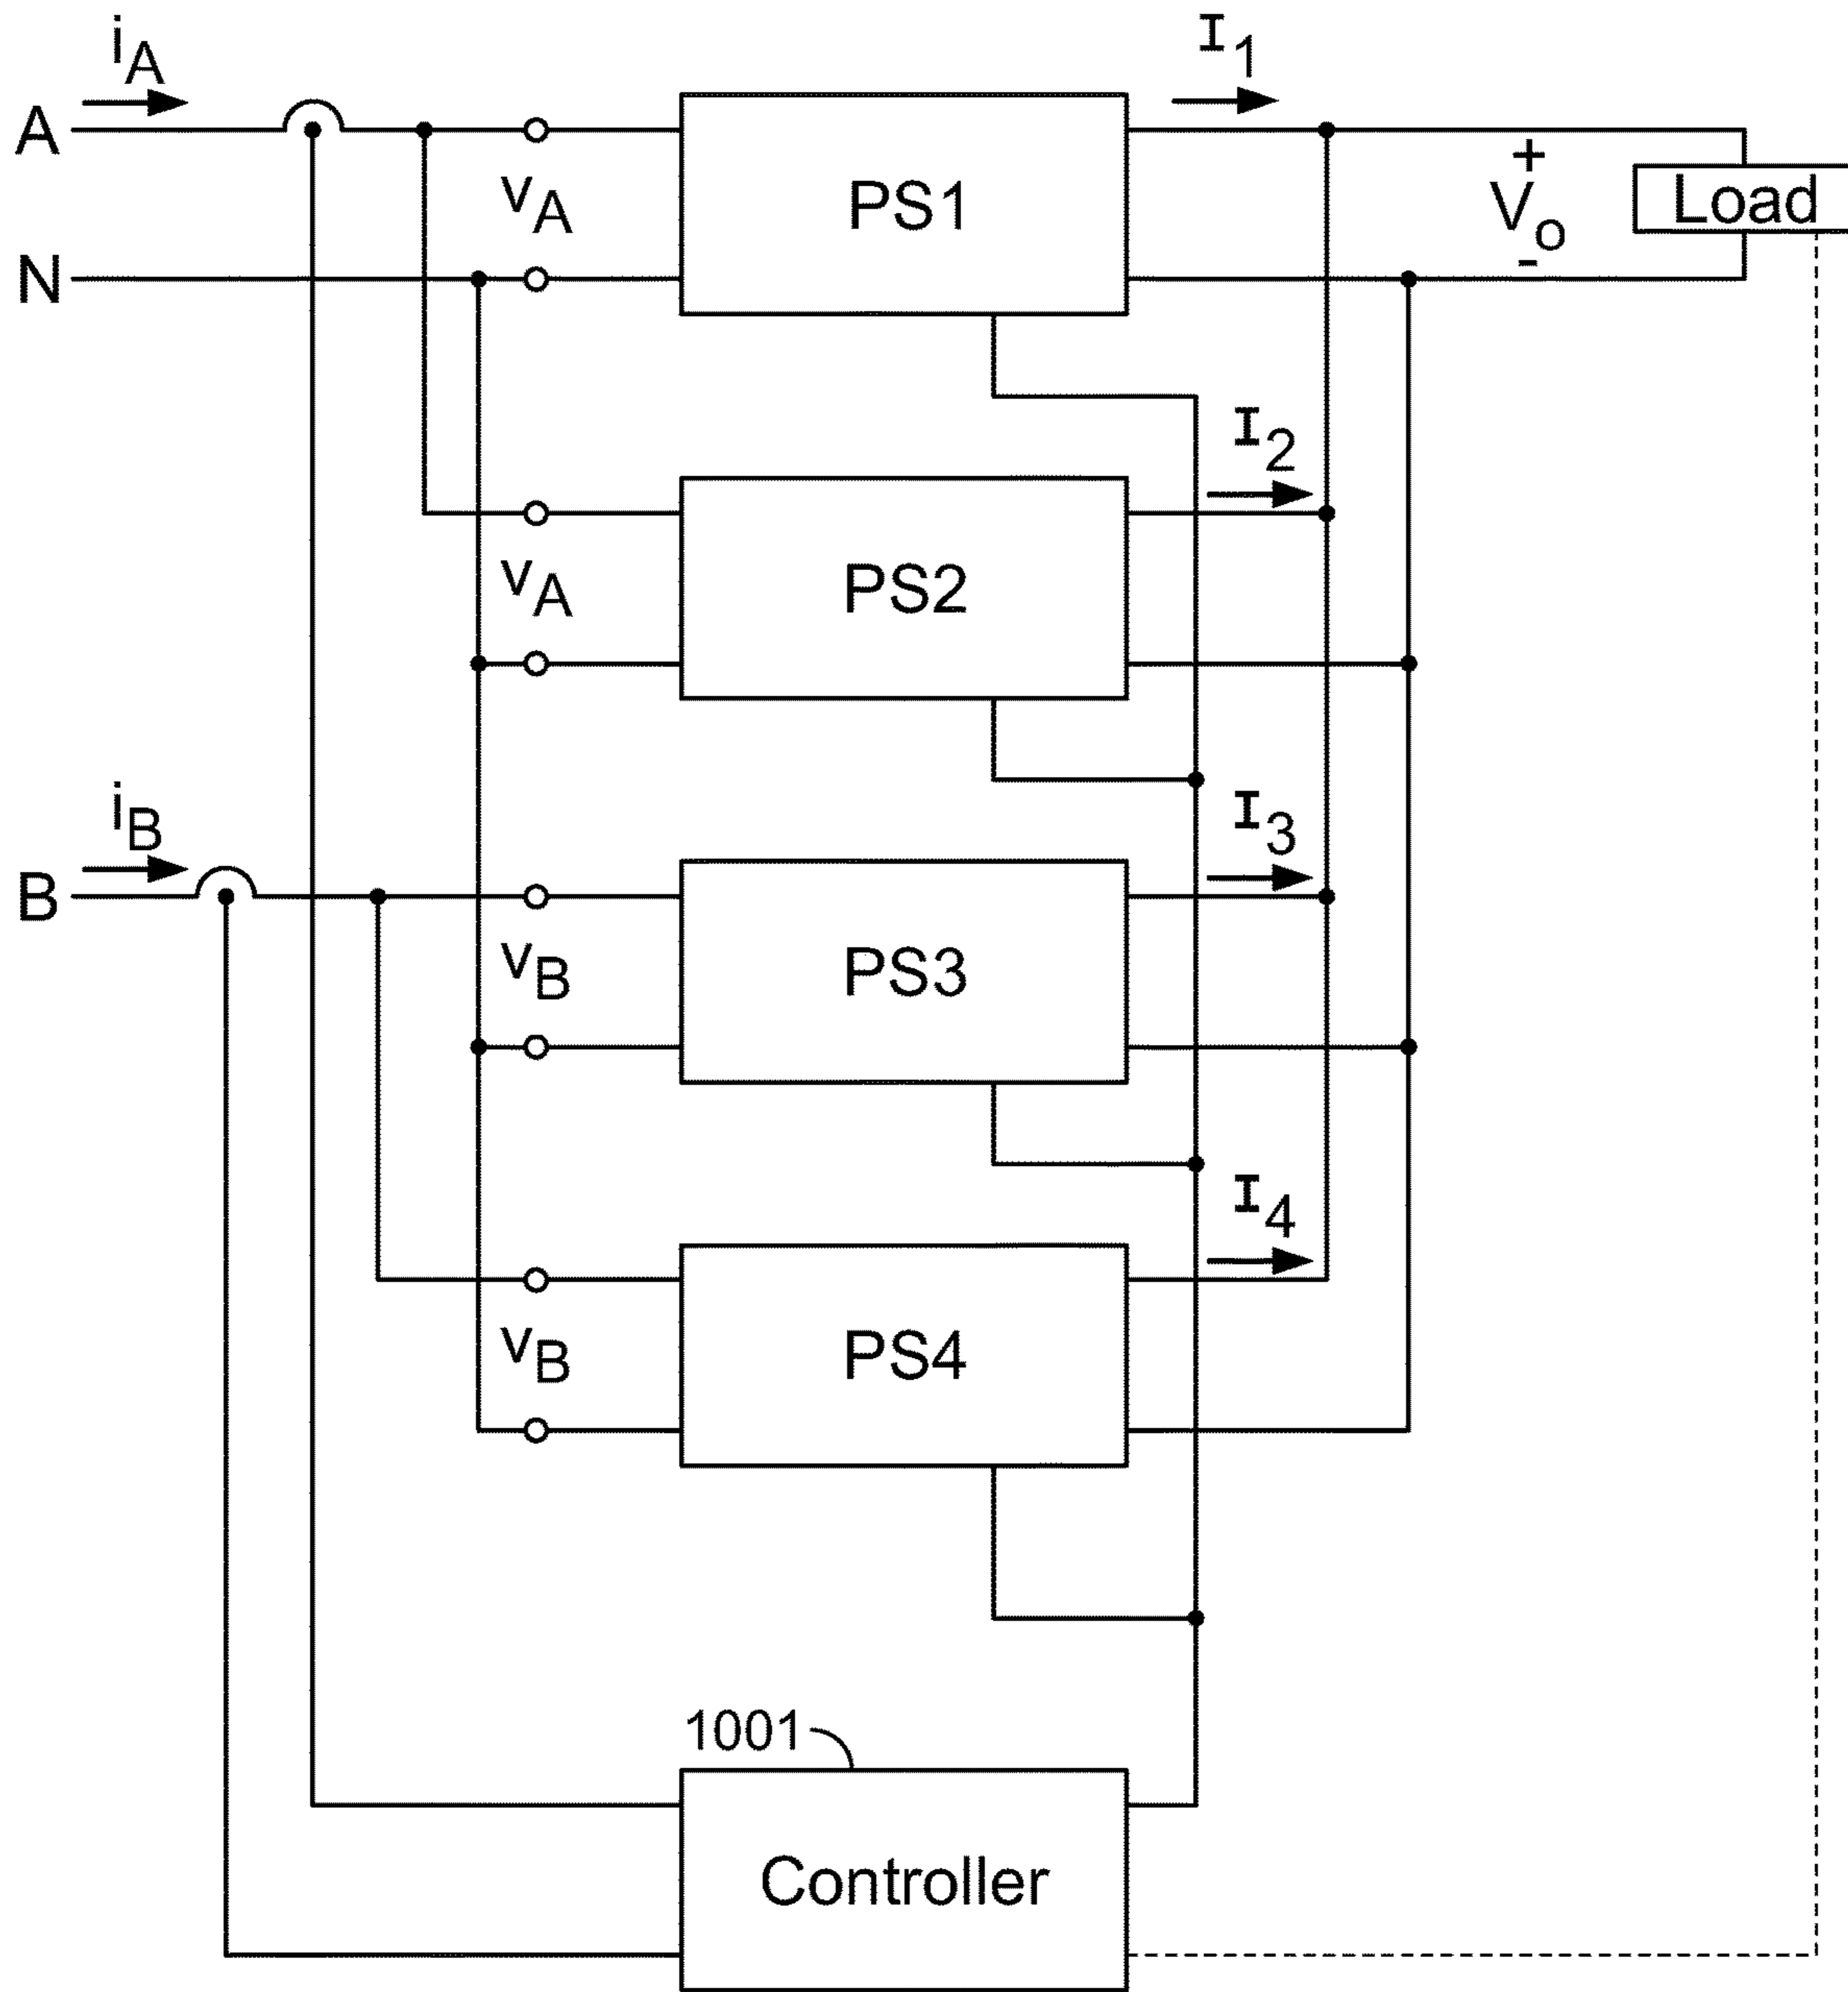 iA
I1
A
vA
PS1
+
Vo
-
Load
N
I2
vA
PS2
iB
I3
B
vB
PS3
I4
vB
PS4
1001
Controller